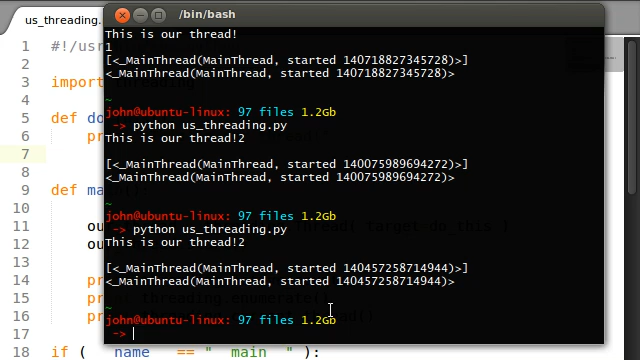 us_threading.
/bin/bash
This is our thread!
1
[<_MainThread(MainThread, started 140718827345728)>]
<_MainThread(MainThread, started 140718827345728)>
~
john@ubuntu-linux: 97 files 1.2Gb
-> python us_threading.py
This is our thread!2
[<_MainThread(MainThread, started 140075989694272)>]
<_MainThread(MainThread, started 140075989694272)>
~
john@ubuntu-linux: 97 files 1.2Gb
-> python us_threading.py
This is our thread!2
[<_MainThread(MainThread, started 140457258714944)>]
<_MainThread(MainThread, started 140457258714944)>
~
john@ubuntu-linux: 97 files 1.2Gb
->
1 #!/us
2
3 impor
4
5 def do
6 p
7
8
9 def ma
10
11 ou
12 ou
13
14 p
15 p
16 p
17
18 if ( __name__ == "__main__" ):